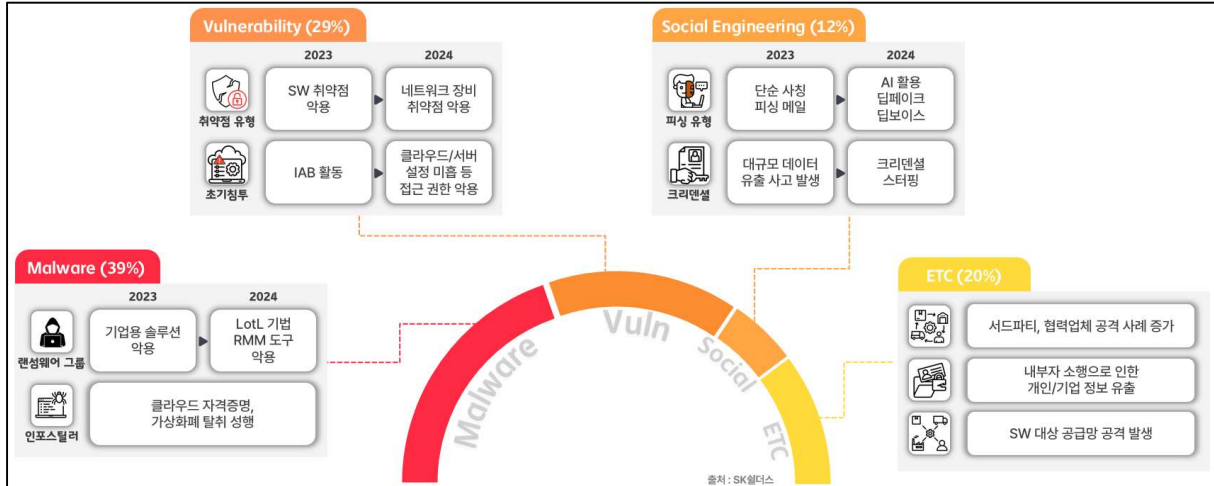 Vulnerability (29%)
2023
2024
취약점 유형
SW 취약점
악용
네트워크 장비
취약점 악용
초기침투
IAB 활동
클라우드/서버
설정 미흡 등
접근 권한 악용
Social Engineering (12%)
2023
2024
피싱 유형
단순 사칭
피싱 메일
AI 활용
딥페이크
딥보이스
크리덴셜
대규모 데이터
유출 사고 발생
크리덴셜
스터핑
Malware (39%)
2023
2024
랜섬웨어 그룹
기업용 솔루션
악용
LotL 기법
RMM 도구
악용
인포스틸러
클라우드 자격증명,
가상화폐 탈취 성행
ETC (20%)
서드파티, 협력업체 공격 사례 증가
내부자 소행으로 인한
개인/기업 정보 유출
SW 대상 공급망 공격 발생
Malware
Vuln
Social
ETC
출처 : SK쉴더스